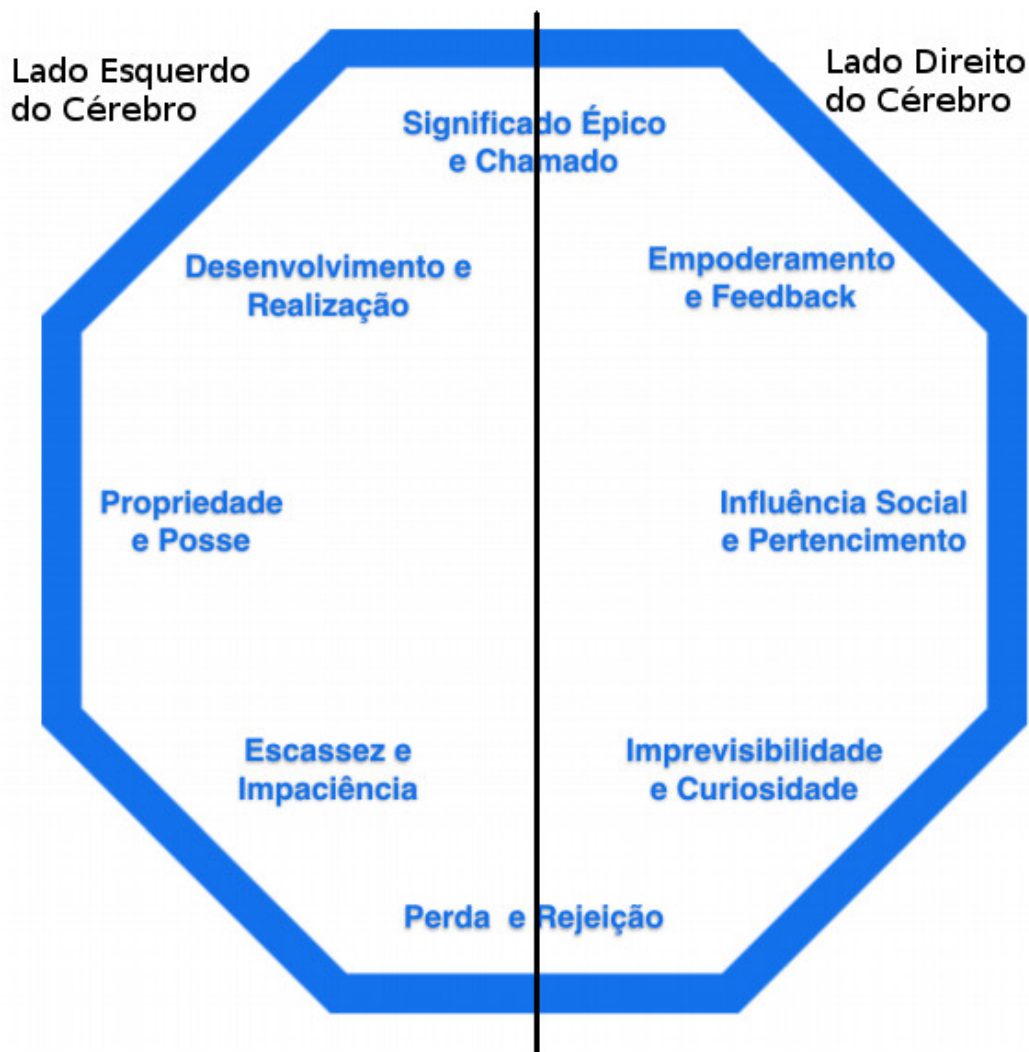 Lado Esquerdo
do Cérebro
Lado Direito
do Cérebro
Significado Épico
e Chamado
Desenvolvimento e
Realização
Empoderamento
e Feedback
Propriedade
e Posse
Influência Social
e Pertencimento
Escassez e
Impaciência
Imprevisibilidade
e Curiosidade
Perda e Rejeição